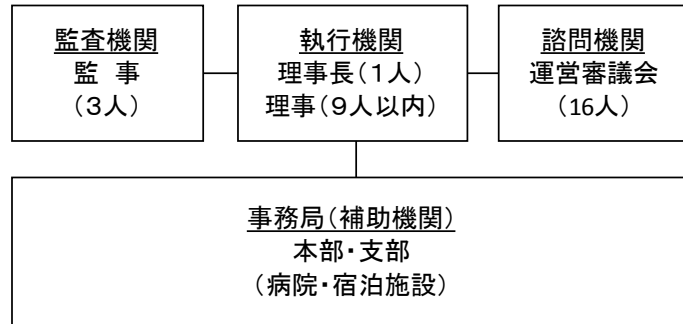 監査機関
監 事
(3人)
執行機関
理事長(1人)
理事(9人以内)
諮問機関
運営審議会
(16人)
事務局(補助機関)
本部・支部
(病院・宿泊施設)